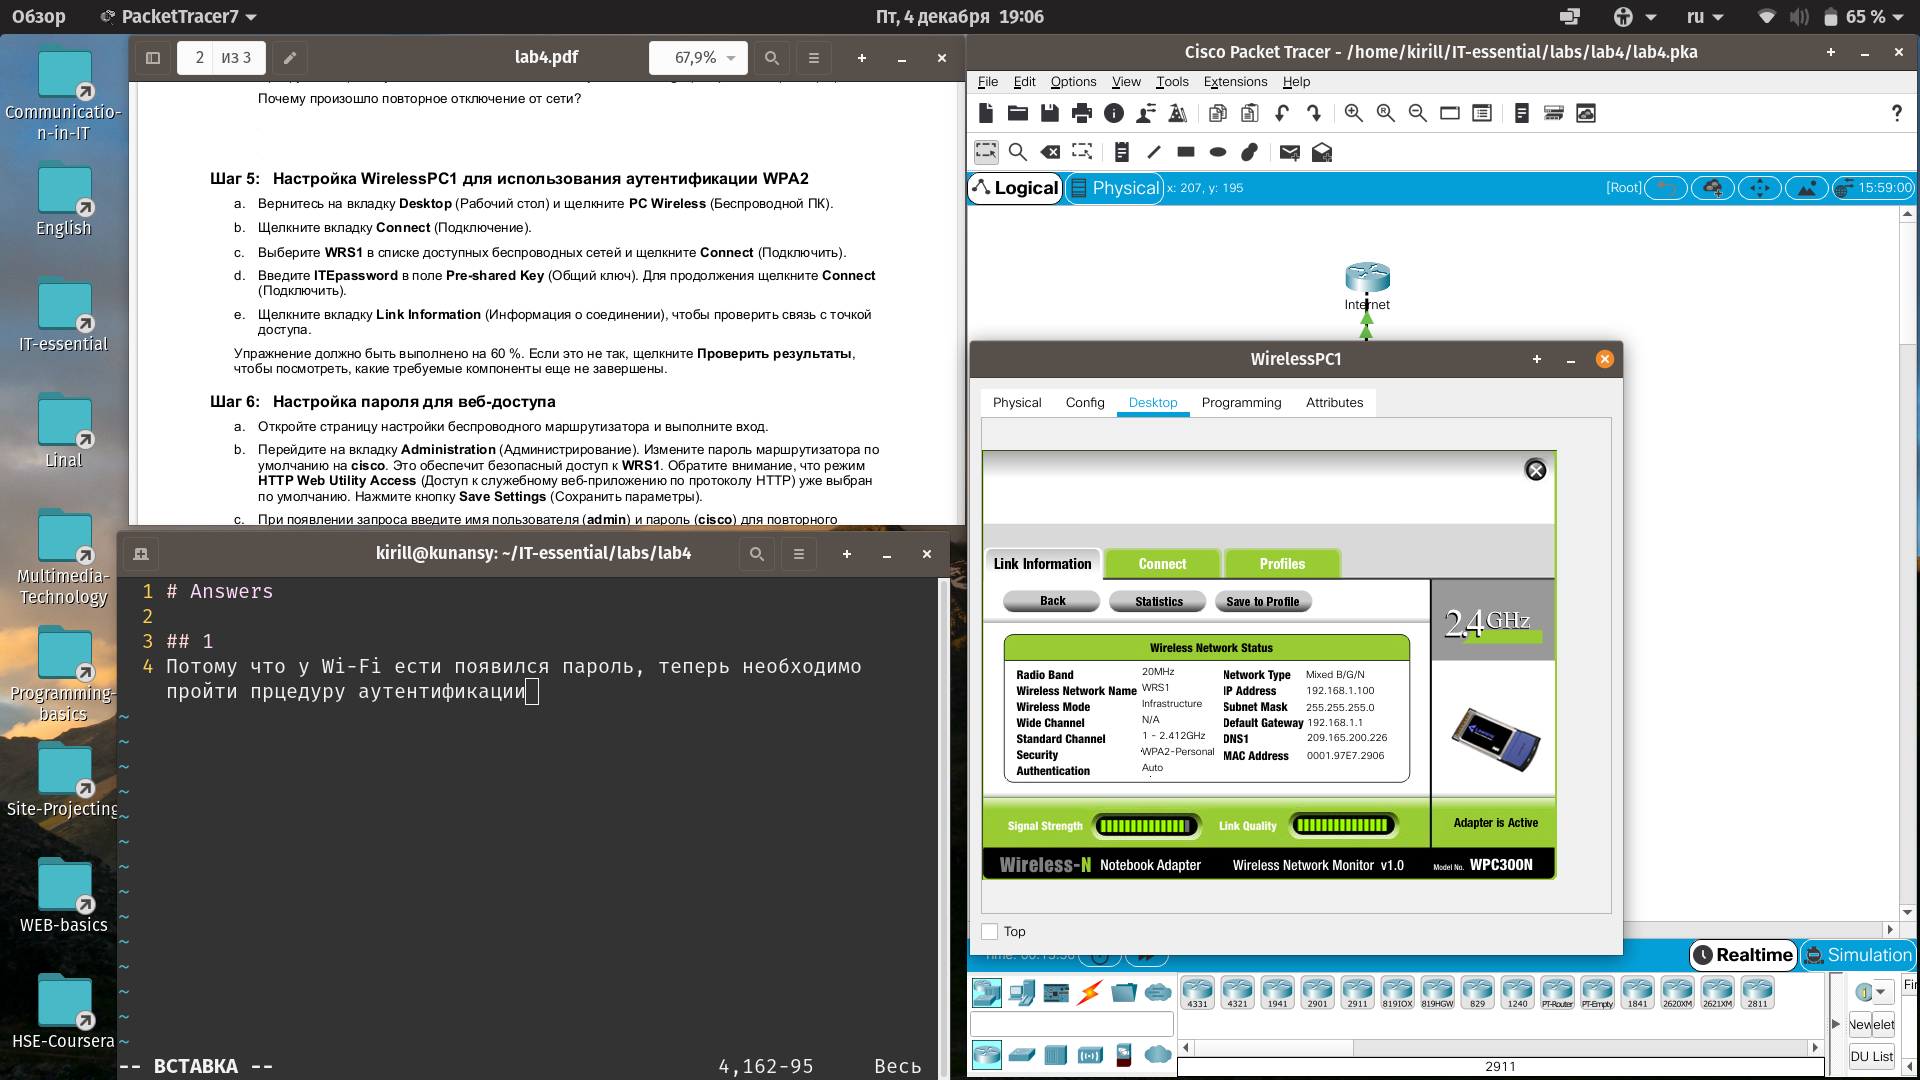 Обзор
PacketTracer7
Пт, 4 декабря 19:06
ru
65 %
Communicatio-
n-in-IT
English
IT-essential
Linal
Multimedia-
Technology
Programming-
basics
Site-Projecting
WEB-basics
HSE-Coursera
2 из 3
lab4.pdf
67,9%
Почему произошло повторное отключение от сети?
Шаг 5: Настройка WirelessPC1 для использования аутентификации WPA2
a. Вернитесь на вкладку Desktop (Рабочий стол) и щелкните PC Wireless (Беспроводной ПК).
b. Щелкните вкладку Connect (Подключение).
c. Выберите WRS1 в списке доступных беспроводных сетей и щелкните Connect (Подключить).
d. Введите ITEpassword в поле Pre-shared Key (Общий ключ). Для продолжения щелкните Connect
(Подключить).
e. Щелкните вкладку Link Information (Информация о соединении), чтобы проверить связь с точкой
доступа.
Упражнение должно быть выполнено на 60 %. Если это не так, щелкните Проверить результаты,
чтобы посмотреть, какие требуемые компоненты еще не завершены.
Шаг 6: Настройка пароля для веб-доступа
a. Откройте страницу настройки беспроводного маршрутизатора и выполните вход.
b. Перейдите на вкладку Administration (Администрирование). Измените пароль маршрутизатора по
умолчанию на cisco. Это обеспечит безопасный доступ к WRS1. Обратите внимание, что режим
HTTP Web Utility Access (Доступ к служебному веб-приложению по протоколу HTTP) уже выбран
по умолчанию. Нажмите кнопку Save Settings (Сохранить параметры).
c. При появлении запроса введите имя пользователя (admin) и пароль (cisco) для повторного
kirill@kunansy: ~/IT-essential/labs/lab4
1 # Answers
2
3 ## 1
4 Потому что у Wi-Fi ести появился пароль, теперь необходимо
пройти прцедуру аутентификации
~
~
~
~
~
~
~
~
~
~
~
~
~
~
-- ВСТАВКА --
4,162-95
Весь
Cisco Packet Tracer - /home/kirill/IT-essential/labs/lab4/lab4.pka
File Edit Options View Tools Extensions Help
?
Logical
Physical
x: 207, y: 195
[Root]
15:59:00
Internet
WirelessPC1
Physical Config Desktop Programming Attributes
Link Information
Connect
Profiles
Back
Statistics
Save to Profile
2.4GHz
Wireless Network Status
Radio Band 20MHz
Wireless Network Name WRS1
Wireless Mode Infrastructure
Wide Channel N/A
Standard Channel 1 - 2.412GHz
Security WPA2-Personal
Authentication Auto
Network Type Mixed B/G/N
IP Address 192.168.1.100
Subnet Mask 255.255.255.0
Default Gateway 192.168.1.1
DNS1 209.165.200.226
MAC Address 0001.97E7.2906
Signal Strength
Link Quality
Adapter is Active
Wireless-N Notebook Adapter
Wireless Network Monitor v1.0
Model No. WPC300N
Top
Realtime
Simulation
4331
4321
1941
2901
2911
819IOX
819HGW
829
1240
PT-Router
PT-Empty
1841
2620XM
2621XM
2811
New
elet
DU List
2911